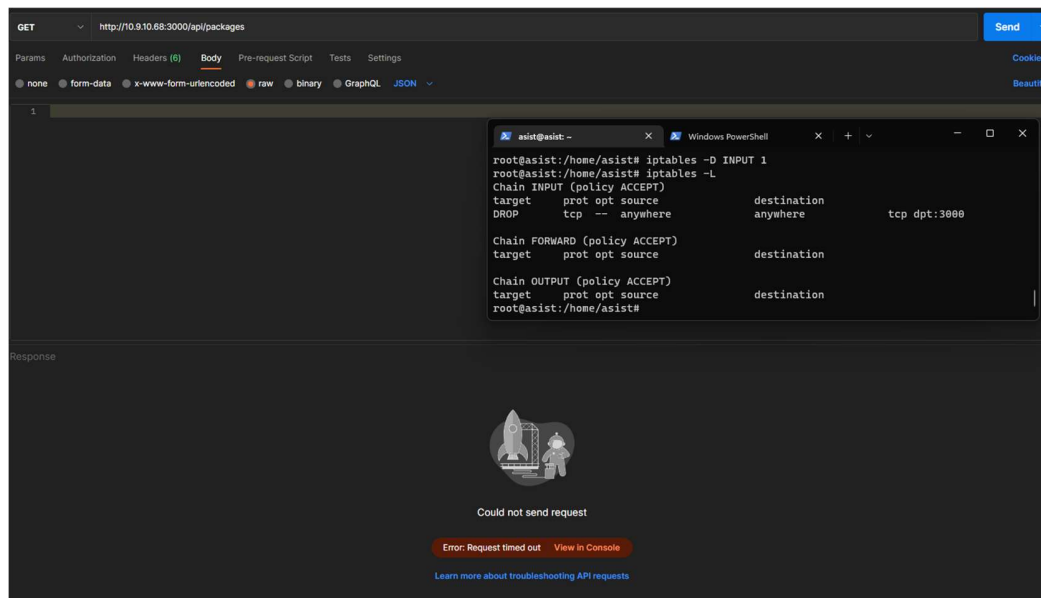 GET http://10.9.10.68:3000/api/packages Send
Params Authorization Headers (6) Body Pre-request Script Tests Settings
none form-data x-www-form-urlencoded raw binary GraphQL JSON
1
asist@asist: ~ Windows PowerShell
root@asist:/home/asist# iptables -D INPUT 1
root@asist:/home/asist# iptables -L
Chain INPUT (policy ACCEPT)
target prot opt source destination
DROP tcp -- anywhere anywhere tcp dpt:3000
Chain FORWARD (policy ACCEPT)
target prot opt source destination
Chain OUTPUT (policy ACCEPT)
target prot opt source destination
root@asist:/home/asist#
Response
Could not send request
Error: Request timed out View in Console
Learn more about troubleshooting API requests